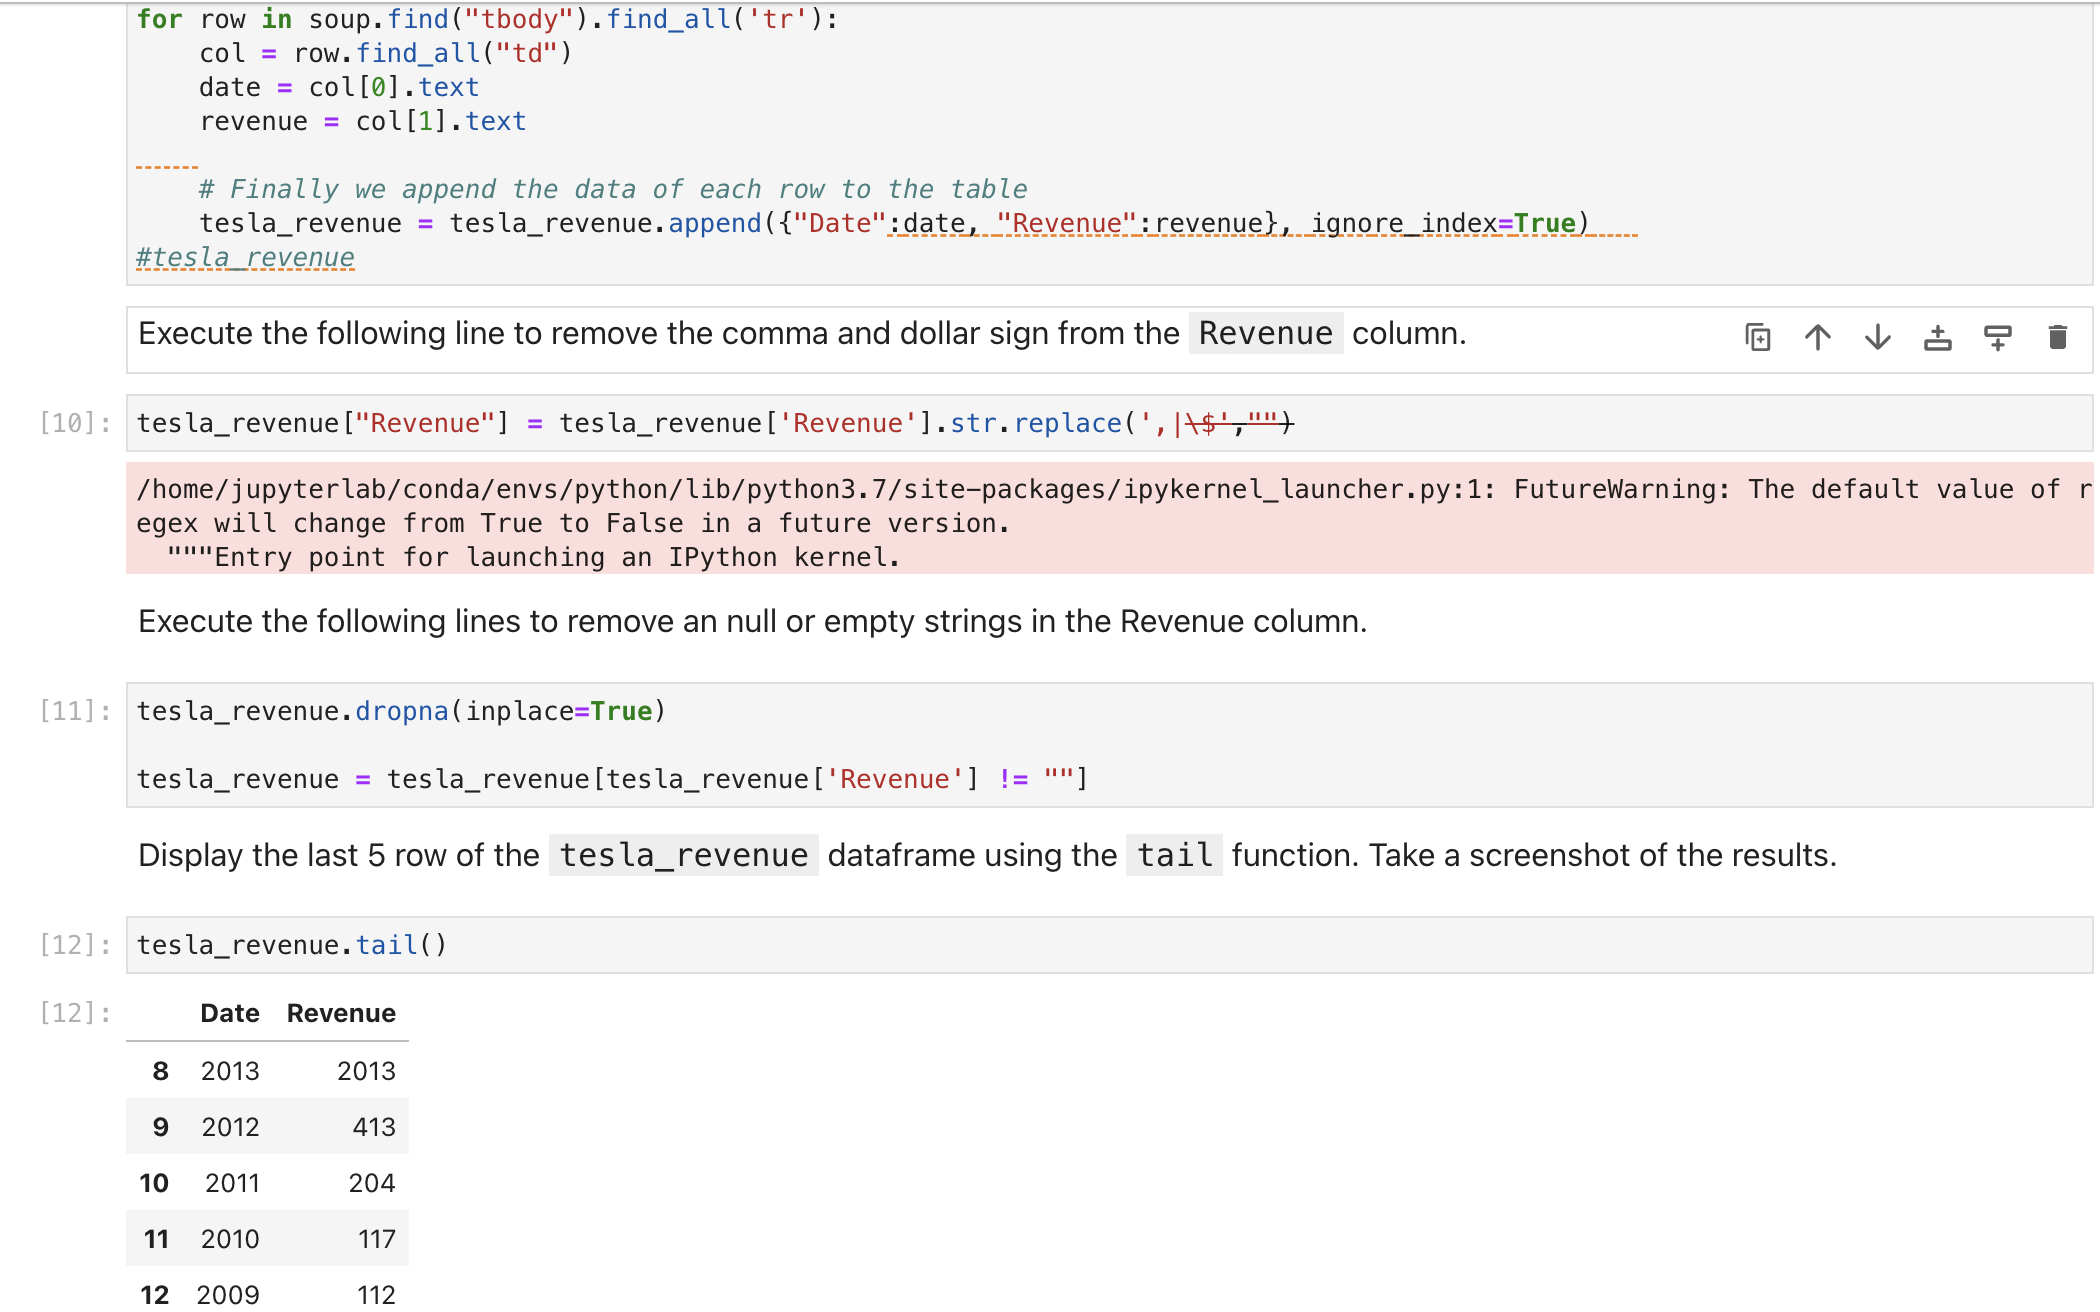 for row in soup.find("tbody").find_all('tr'):
    col = row.find_all("td")
    date = col[0].text
    revenue = col[1].text
    # Finally we append the data of each row to the table
    tesla_revenue = tesla_revenue.append({"Date":date, "Revenue":revenue}, ignore_index=True)
#tesla_revenue
Execute the following line to remove the comma and dollar sign from the Revenue column.
[10]: tesla_revenue["Revenue"] = tesla_revenue['Revenue'].str.replace(',|\$',"")
/home/jupyterlab/conda/envs/python/lib/python3.7/site-packages/ipykernel_launcher.py:1: FutureWarning: The default value of r
egex will change from True to False in a future version.
  """Entry point for launching an IPython kernel.
Execute the following lines to remove an null or empty strings in the Revenue column.
[11]: tesla_revenue.dropna(inplace=True)
tesla_revenue = tesla_revenue[tesla_revenue['Revenue'] != ""]
Display the last 5 row of the tesla_revenue dataframe using the tail function. Take a screenshot of the results.
[12]: tesla_revenue.tail()
[12]: Date Revenue
8 2013 2013
9 2012 413
10 2011 204
11 2010 117
12 2009 112